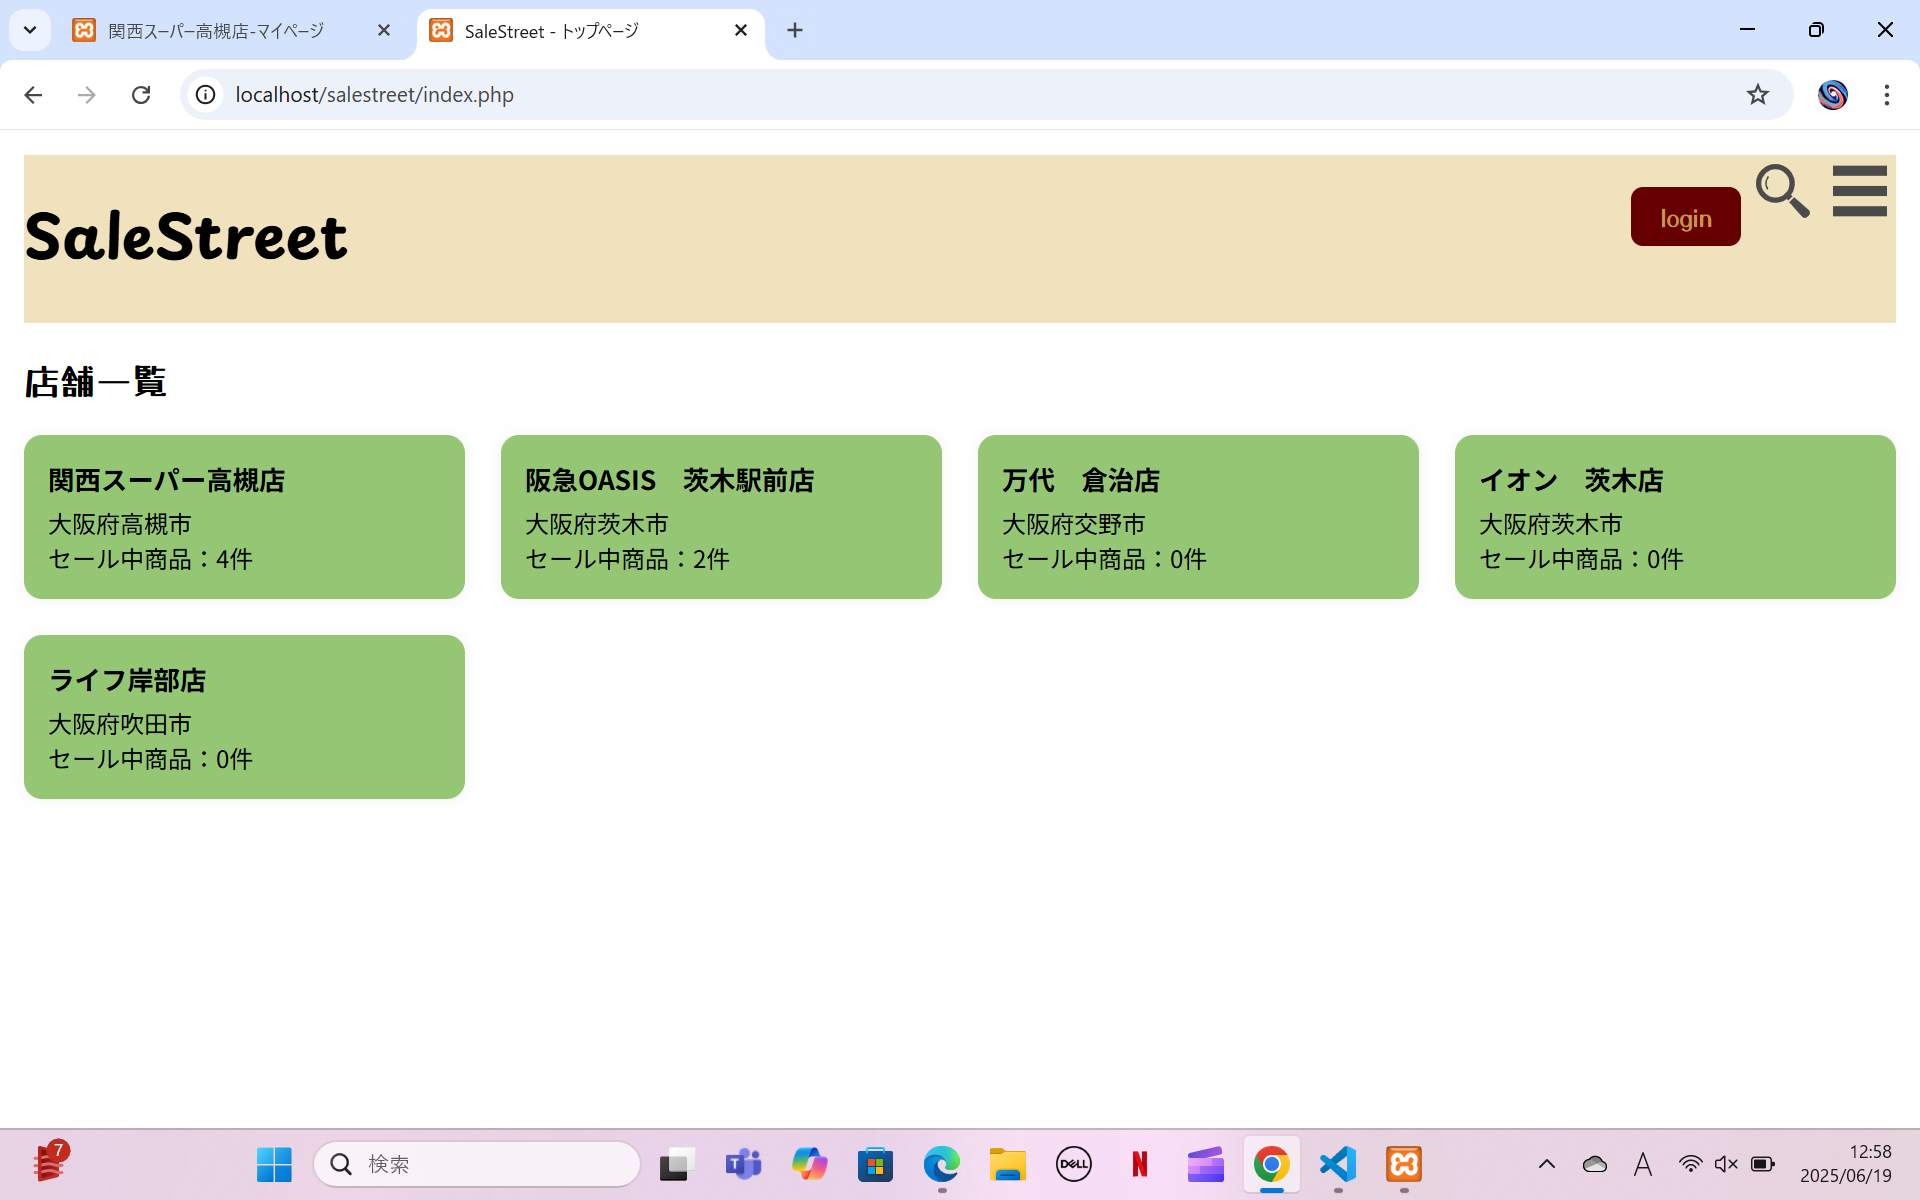 関西スーパー高槻店-マイページ
SaleStreet - トップページ
localhost/salestreet/index.php
SaleStreet
login
店舗一覧
関西スーパー高槻店
大阪府高槻市
セール中商品：4件
阪急OASIS　茨木駅前店
大阪府茨木市
セール中商品：2件
万代　倉治店
大阪府交野市
セール中商品：0件
イオン　茨木店
大阪府茨木市
セール中商品：0件
ライフ岸部店
大阪府吹田市
セール中商品：0件
7
検索
T
DELL
N
A
12:58
2025/06/19